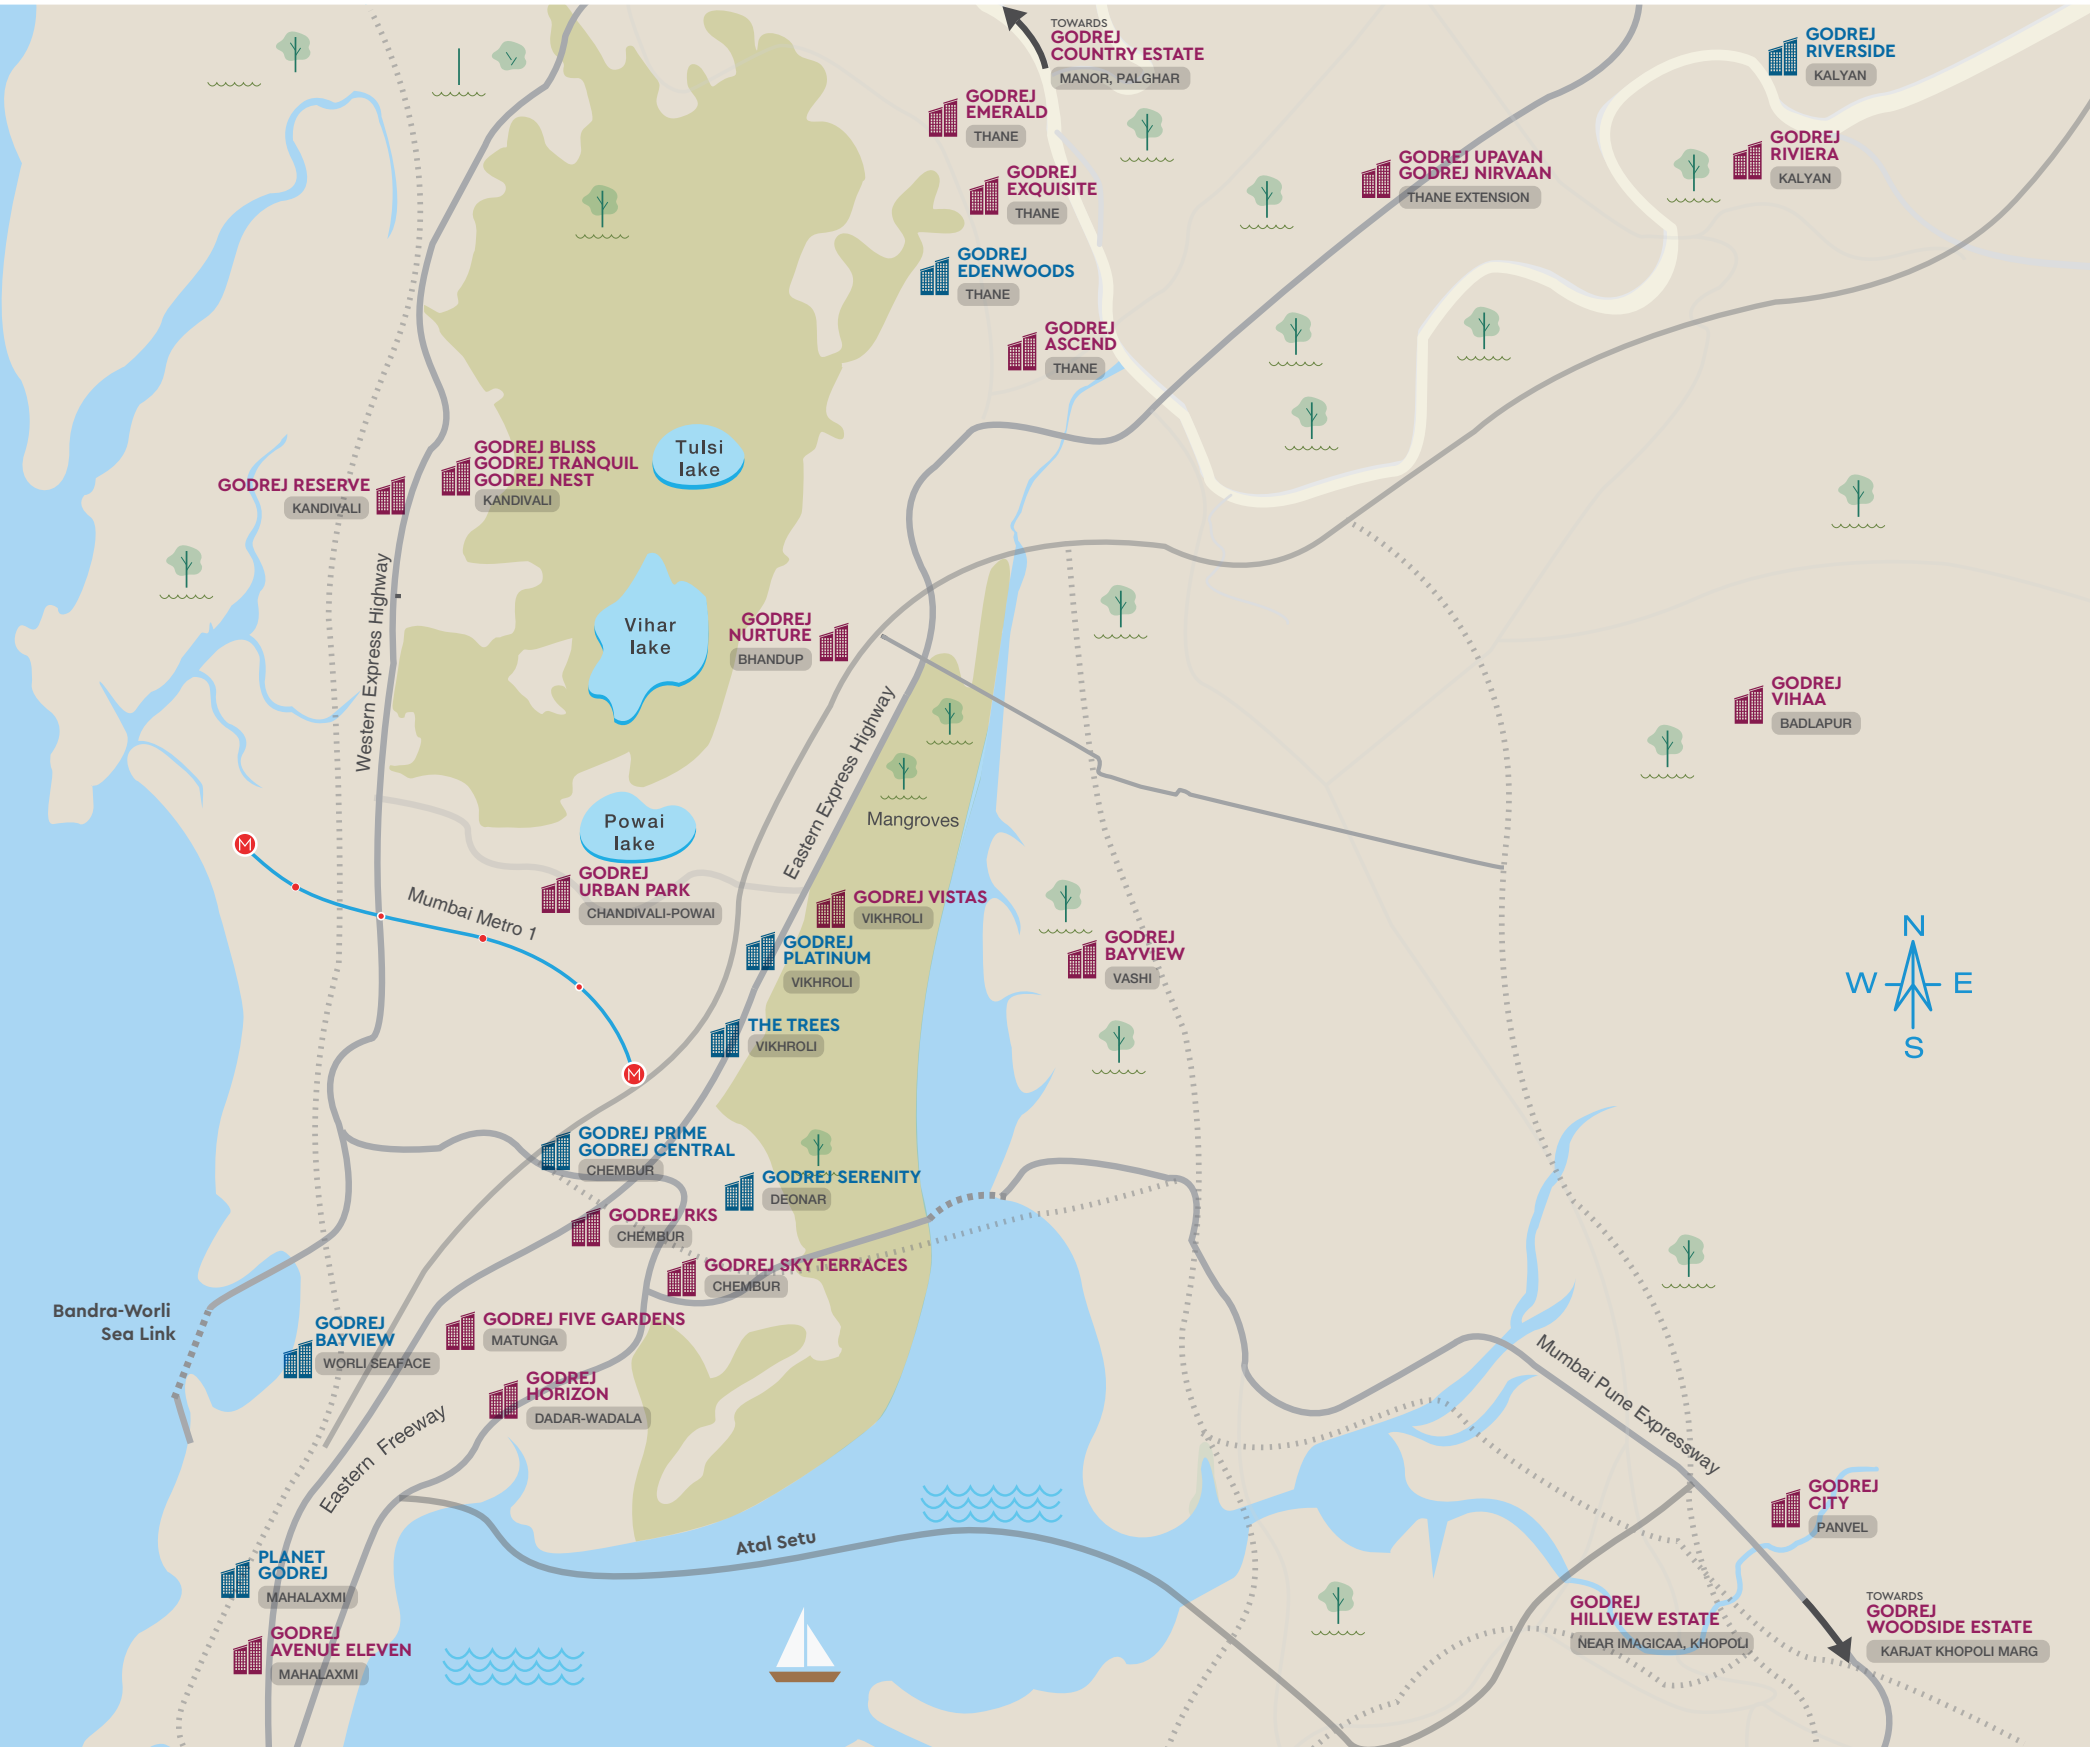 TOWARDS
GODREJ
COUNTRY ESTATE
MANOR, PALGHAR
GODREJ
RIVERSIDE
KALYAN
GODREJ
EMERALD
THANE
GODREJ
RIVIERA
KALYAN
GODREJ UPAVAN
GODREJ NIRVAAN
THANE EXTENSION
GODREJ
EXQUISITE
THANE
GODREJ
EDENWOODS
THANE
GODREJ
ASCEND
THANE
GODREJ BLISS
GODREJ TRANQUIL
GODREJ NEST
KANDIVALI
Tulsi
lake
GODREJ RESERVE
KANDIVALI
Western Express Highway
Vihar
lake
GODREJ
NURTURE
BHANDUP
GODREJ
VIHAA
BADLAPUR
Eastern Express Highway
Mangroves
Powai
lake
M
Mumbai Metro 1
GODREJ
URBAN PARK
CHANDIVALI-POWAI
GODREJ VISTAS
VIKHROLI
GODREJ
PLATINUM
VIKHROLI
GODREJ
BAYVIEW
VASHI
N
W
E
S
THE TREES
VIKHROLI
M
GODREJ PRIME
GODREJ CENTRAL
CHEMBUR
GODREJ SERENITY
DEONAR
GODREJ RKS
CHEMBUR
GODREJ SKY TERRACES
CHEMBUR
Bandra-Worli
Sea Link
GODREJ
BAYVIEW
WORLI SEAFACE
GODREJ FIVE GARDENS
MATUNGA
GODREJ
HORIZON
DADAR-WADALA
Eastern Freeway
Mumbai Pune Expressway
GODREJ
CITY
PANVEL
Atal Setu
PLANET
GODREJ
MAHALAXMI
GODREJ
AVENUE ELEVEN
MAHALAXMI
GODREJ
HILLVIEW ESTATE
NEAR IMAGICAA, KHOPOLI
TOWARDS
GODREJ
WOODSIDE ESTATE
KARJAT KHOPOLI MARG